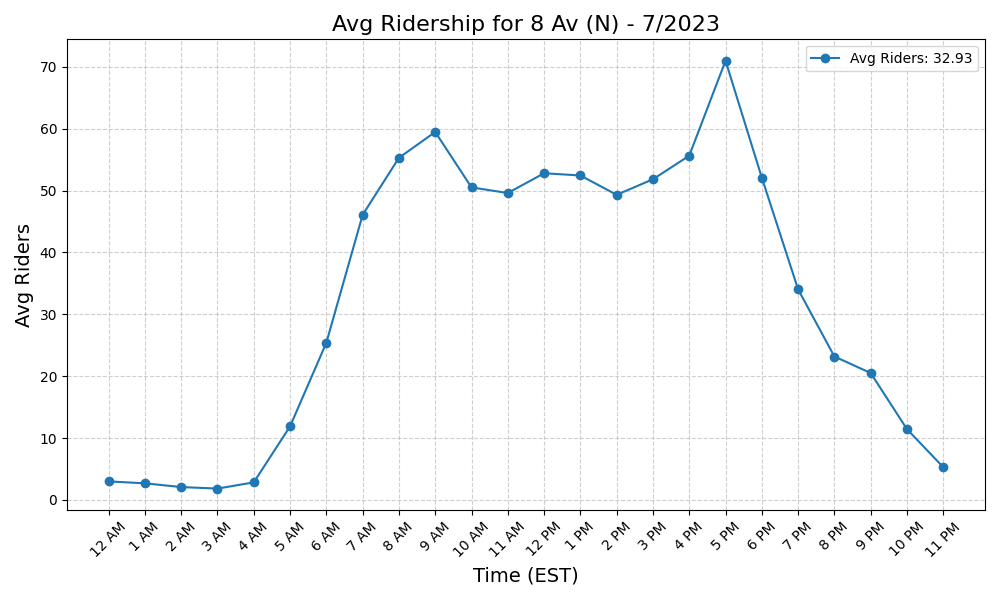 Avg Ridership for 8 Av (N) - 7/2023
Avg Riders: 32.93
Avg Riders
70
60
50
40
30
20
10
0
12 AM
1 AM
2 AM
3 AM
4 AM
5 AM
6 AM
7 AM
8 AM
9 AM
10 AM
11 AM
12 PM
1 PM
2 PM
3 PM
4 PM
5 PM
6 PM
7 PM
8 PM
9 PM
10 PM
11 PM
Time (EST)